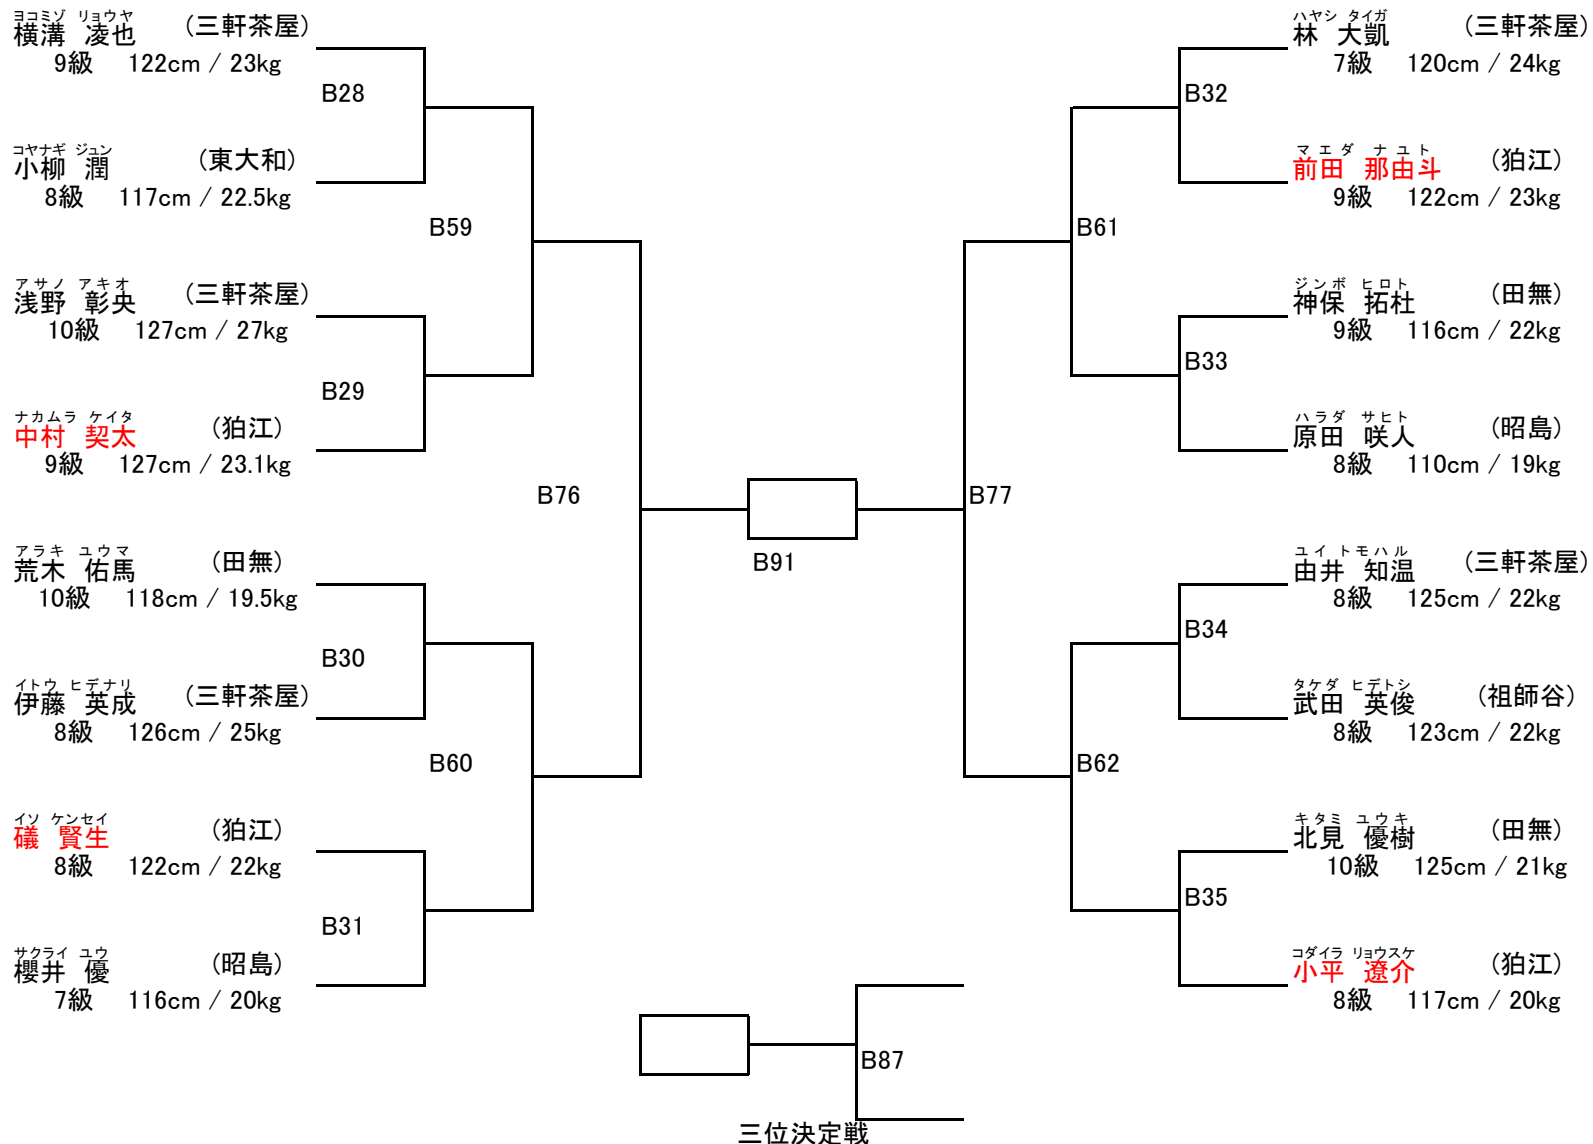 ヨコミゾ リョウヤ
横溝 凌也 (三軒茶屋)
9級 122cm / 23kg
B28
コヤナギ ジュン
小柳 潤 (東大和)
8級 117cm / 22.5kg
B59
アサノ アキオ
浅野 彰央 (三軒茶屋)
10級 127cm / 27kg
B29
ナカムラ ケイタ
中村 契太 (狛江)
9級 127cm / 23.1kg
B76
アラキ ユウマ
荒木 佑馬 (田無)
10級 118cm / 19.5kg
B30
イトウ ヒデナリ
伊藤 英成 (三軒茶屋)
8級 126cm / 25kg
B60
イソ ケンセイ
礒 賢生 (狛江)
8級 122cm / 22kg
B31
サクライ ユウ
櫻井 優 (昭島)
7級 116cm / 20kg
B91
ハヤシ タイガ
林 大凱 (三軒茶屋)
7級 120cm / 24kg
B32
マエダ ナユト
前田 那由斗 (狛江)
9級 122cm / 23kg
B61
ジンボ ヒロト
神保 拓杜 (田無)
9級 116cm / 22kg
B33
ハラダ サヒト
原田 咲人 (昭島)
8級 110cm / 19kg
B77
ユイ トモハル
由井 知温 (三軒茶屋)
8級 125cm / 22kg
B34
タケダ ヒデトシ
武田 英俊 (祖師谷)
8級 123cm / 22kg
B62
キタミ ユウキ
北見 優樹 (田無)
10級 125cm / 21kg
B35
コダイラ リョウスケ
小平 遼介 (狛江)
8級 117cm / 20kg
B87
三位決定戦